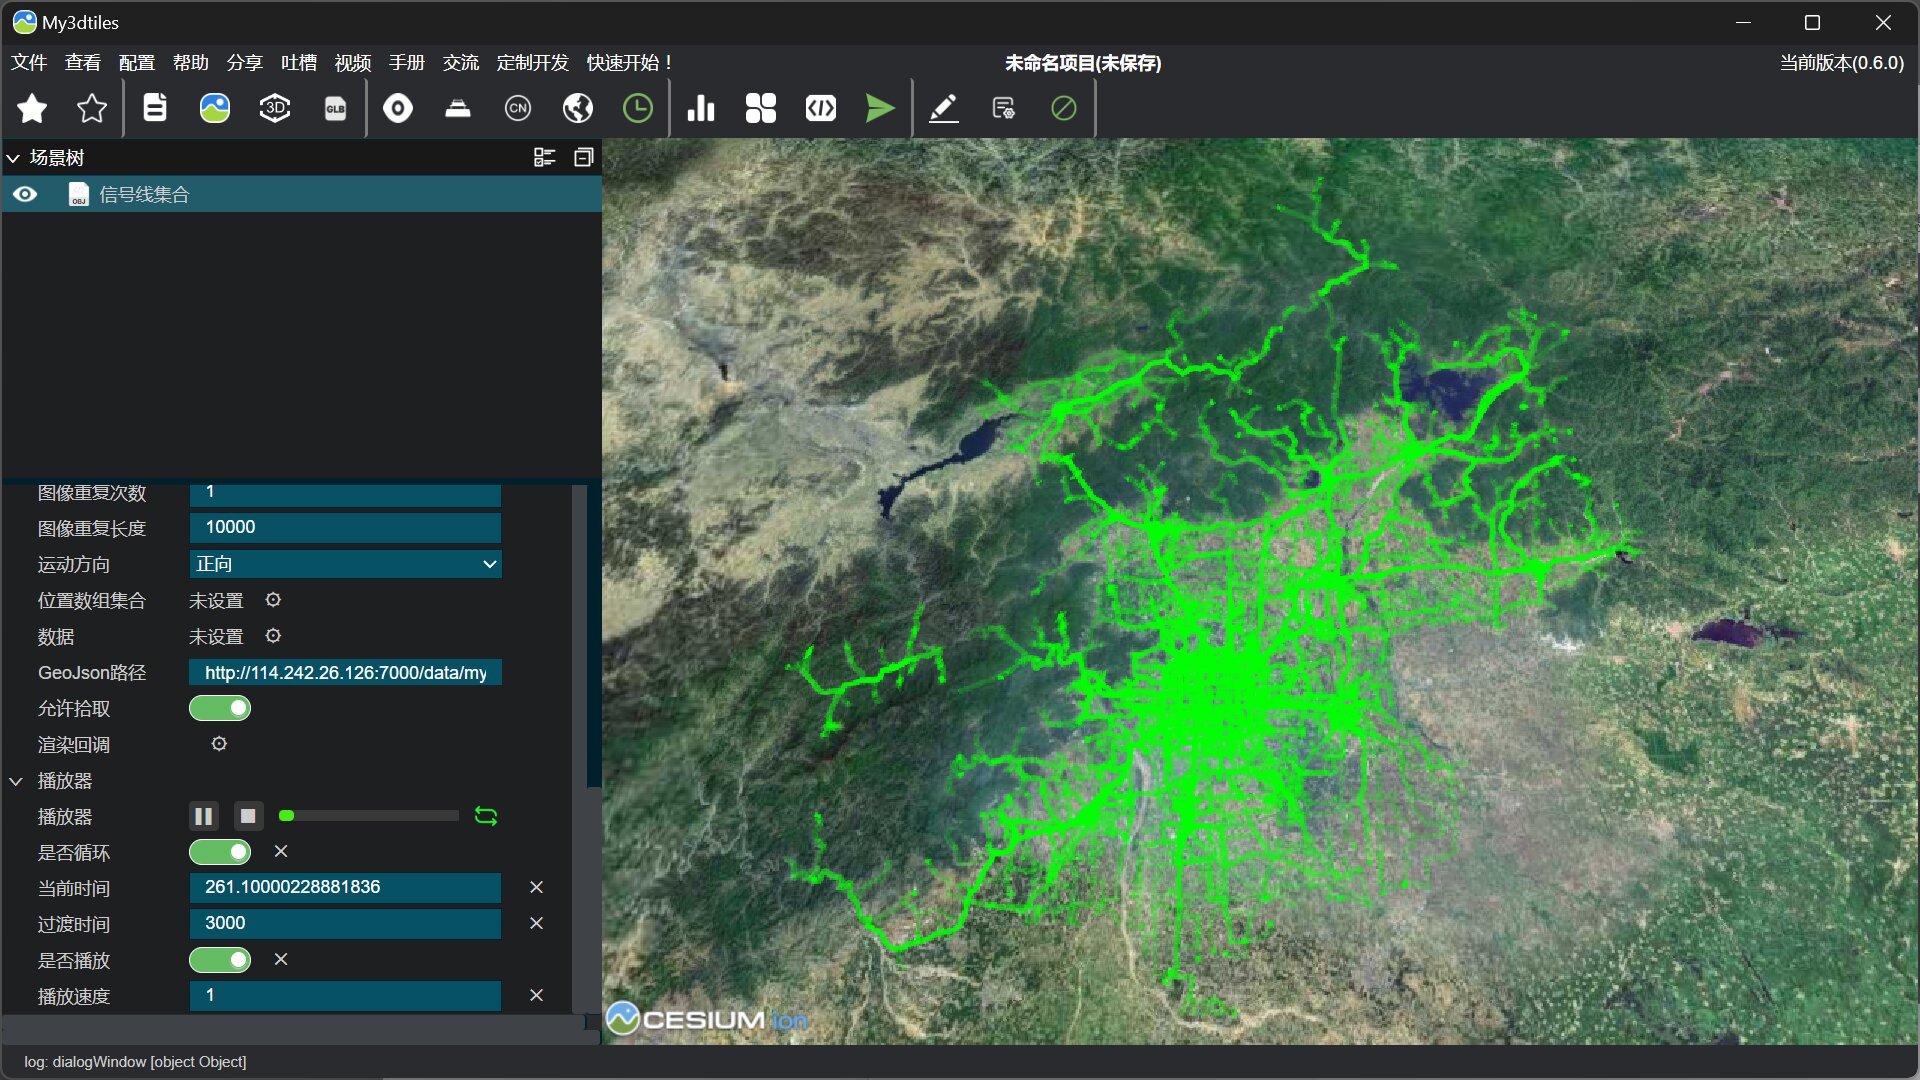 My3dtiles
文件 查看 配置 帮助 分享 吐槽 视频 手册 交流 定制开发 快速开始！ 未命名项目(未保存) 当前版本(0.6.0)
3D GLB CN
场景树
OBJ 信号线集合
图像重复次数 1
图像重复长度 10000
运动方向 正向
位置数组集合 未设置
数据 未设置
GeoJson路径 http://114.242.26.126:7000/data/my
允许拾取
渲染回调
播放器
播放器
是否循环
当前时间 261.10000228881836
过渡时间 3000
是否播放
播放速度 1
CESIUM ion
log: dialogWindow [object Object]